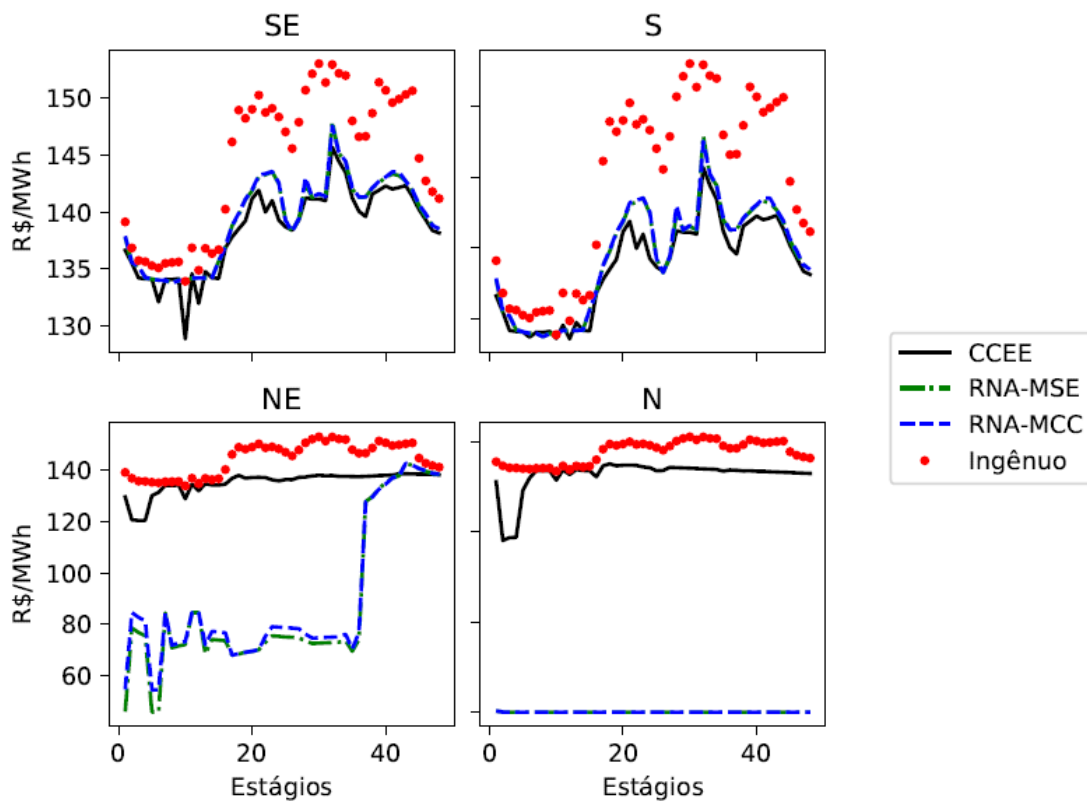 SE
S
R$/MWh
150
145
140
135
130
CCEE
RNA-MSE
RNA-MCC
Ingênuo
NE
N
R$/MWh
140
120
100
80
60
0
20
40
0
20
40
Estágios
Estágios